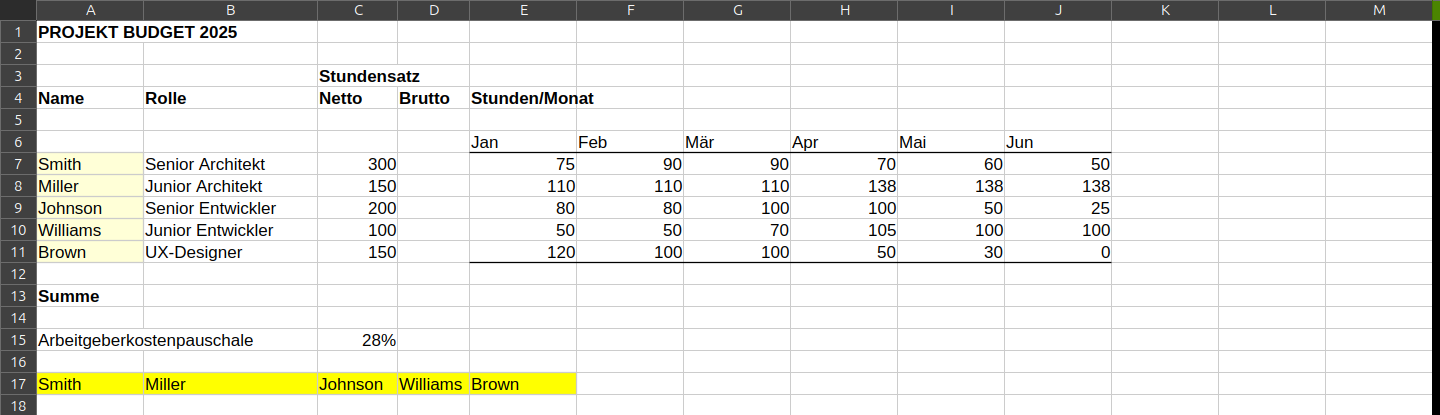 A B C D E F G H I J K L M
1 PROJEKT BUDGET 2025
2
3 Stundensatz
4 Name Rolle Netto Brutto Stunden/Monat
5
6 Jan Feb Mär Apr Mai Jun
7 Smith Senior Architekt 300 75 90 90 70 60 50
8 Miller Junior Architekt 150 110 110 110 138 138 138
9 Johnson Senior Entwickler 200 80 80 100 100 50 25
10 Williams Junior Entwickler 100 50 50 70 105 100 100
11 Brown UX-Designer 150 120 100 100 50 30 0
12
13 Summe
14
15 Arbeitgeberkostenpauschale 28%
16
17 Smith Miller Johnson Williams Brown
18